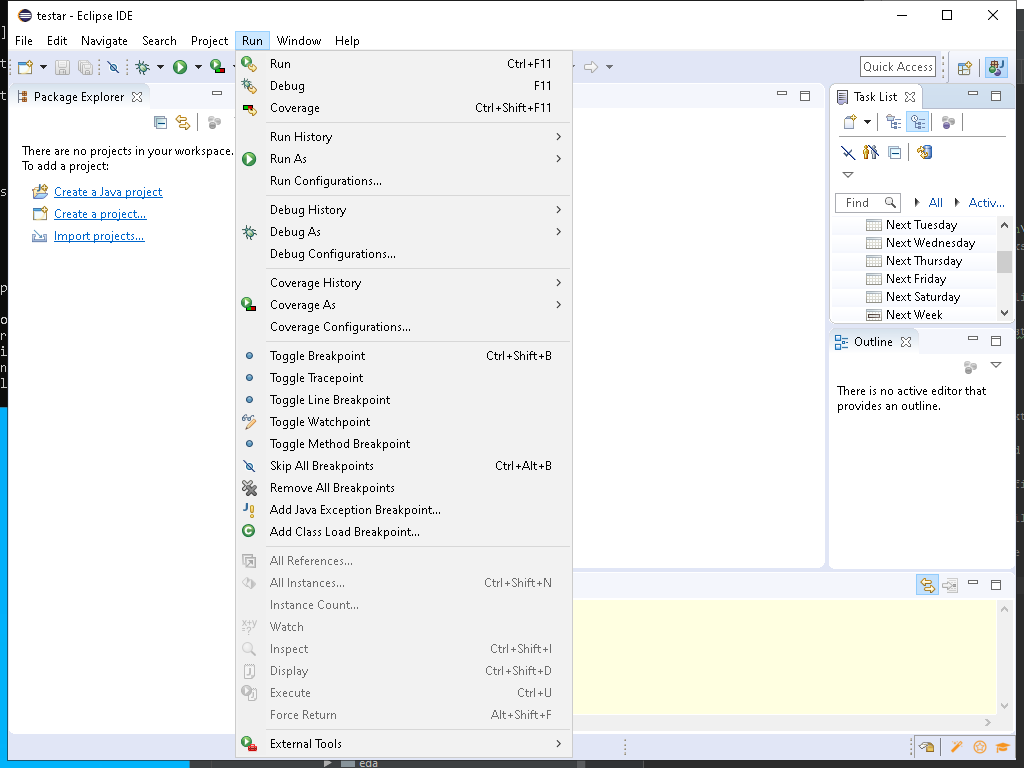 testar - Eclipse IDE
File Edit Navigate Search Project Run Window Help
Quick Access
Package Explorer
There are no projects in your workspace.
To add a project:
Create a Java project
Create a project...
Import projects...
Run Ctrl+F11
Debug F11
Coverage Ctrl+Shift+F11
Run History
Run As
Run Configurations...
Debug History
Debug As
Debug Configurations...
Coverage History
Coverage As
Coverage Configurations...
Toggle Breakpoint Ctrl+Shift+B
Toggle Tracepoint
Toggle Line Breakpoint
Toggle Watchpoint
Toggle Method Breakpoint
Skip All Breakpoints Ctrl+Alt+B
Remove All Breakpoints
Add Java Exception Breakpoint...
Add Class Load Breakpoint...
All References...
All Instances... Ctrl+Shift+N
Instance Count...
Watch
Inspect Ctrl+Shift+I
Display Ctrl+Shift+D
Execute Ctrl+U
Force Return Alt+Shift+F
External Tools
Task List
Find All Activ...
Next Tuesday
Next Wednesday
Next Thursday
Next Friday
Next Saturday
Next Week
Outline
There is no active editor that
provides an outline.
eda